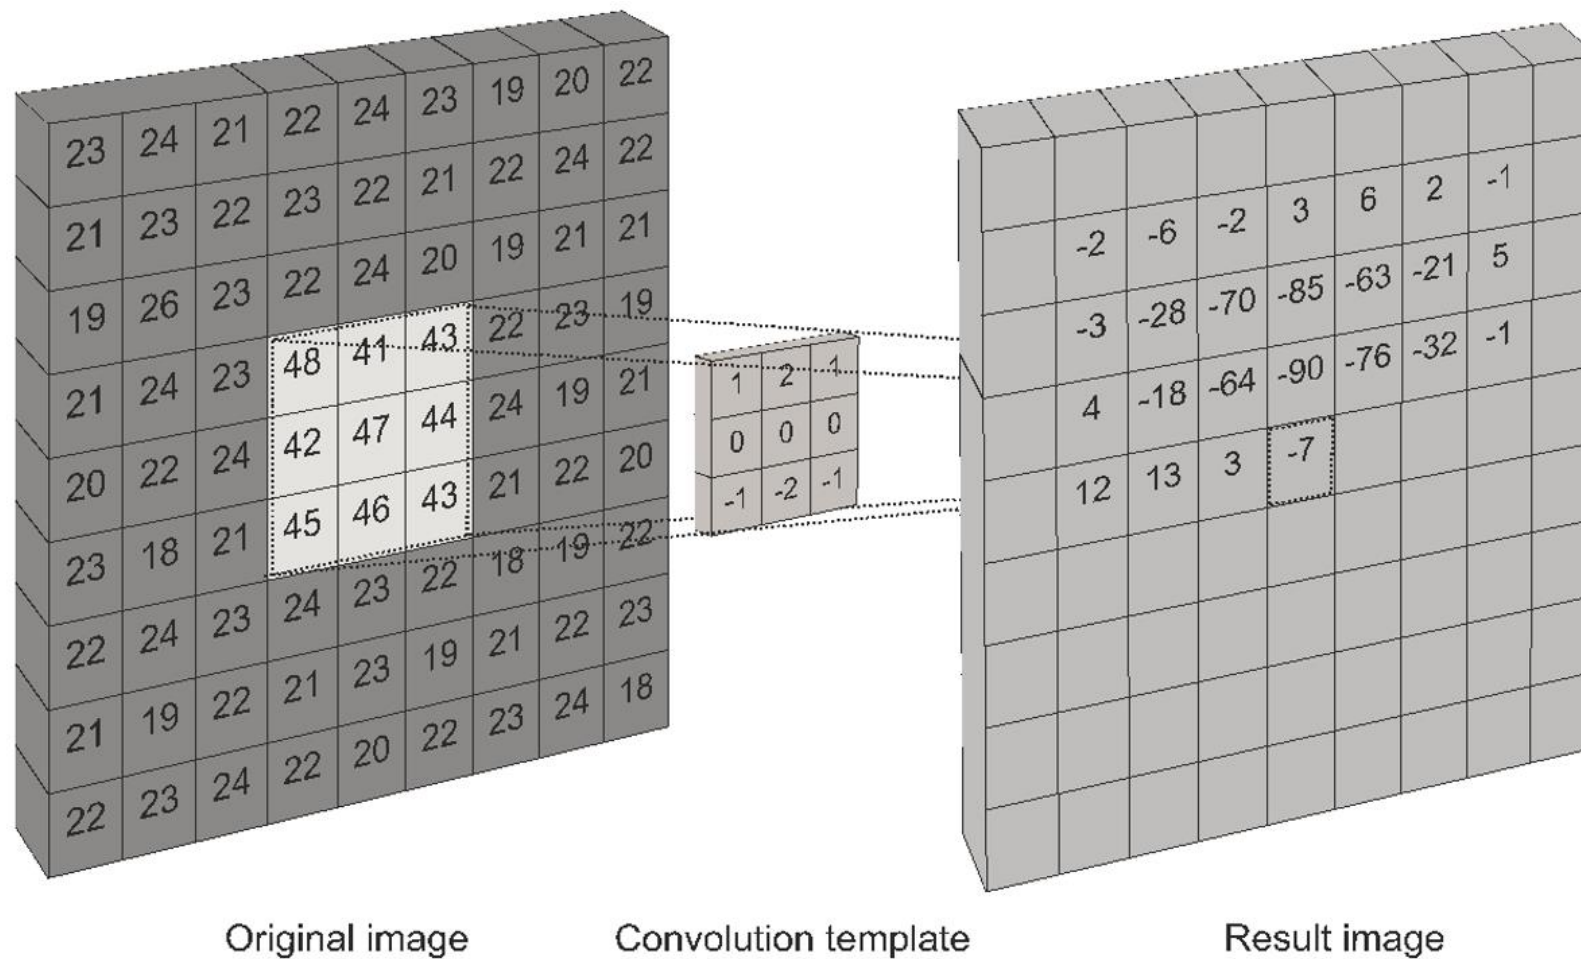 23 24 21 22 24 23 19 20 22
21 23 22 23 22 21 22 24 22
19 26 23 22 24 20 19 21 21
21 24 23 48 41 43 22 23 19
20 22 24 42 47 44 24 19 21
23 18 21 45 46 43 21 22 20
22 24 23 24 23 22 18 19 22
21 19 22 21 23 19 21 22 23
22 23 24 22 20 22 23 24 18
1 2 1
0 0 0
-1 -2 -1
-2 -6 -2 3 6 2 -1
-3 -28 -70 -85 -63 -21 5
4 -18 -64 -90 -76 -32 -1
12 13 3 -7
Original image
Convolution template
Result image